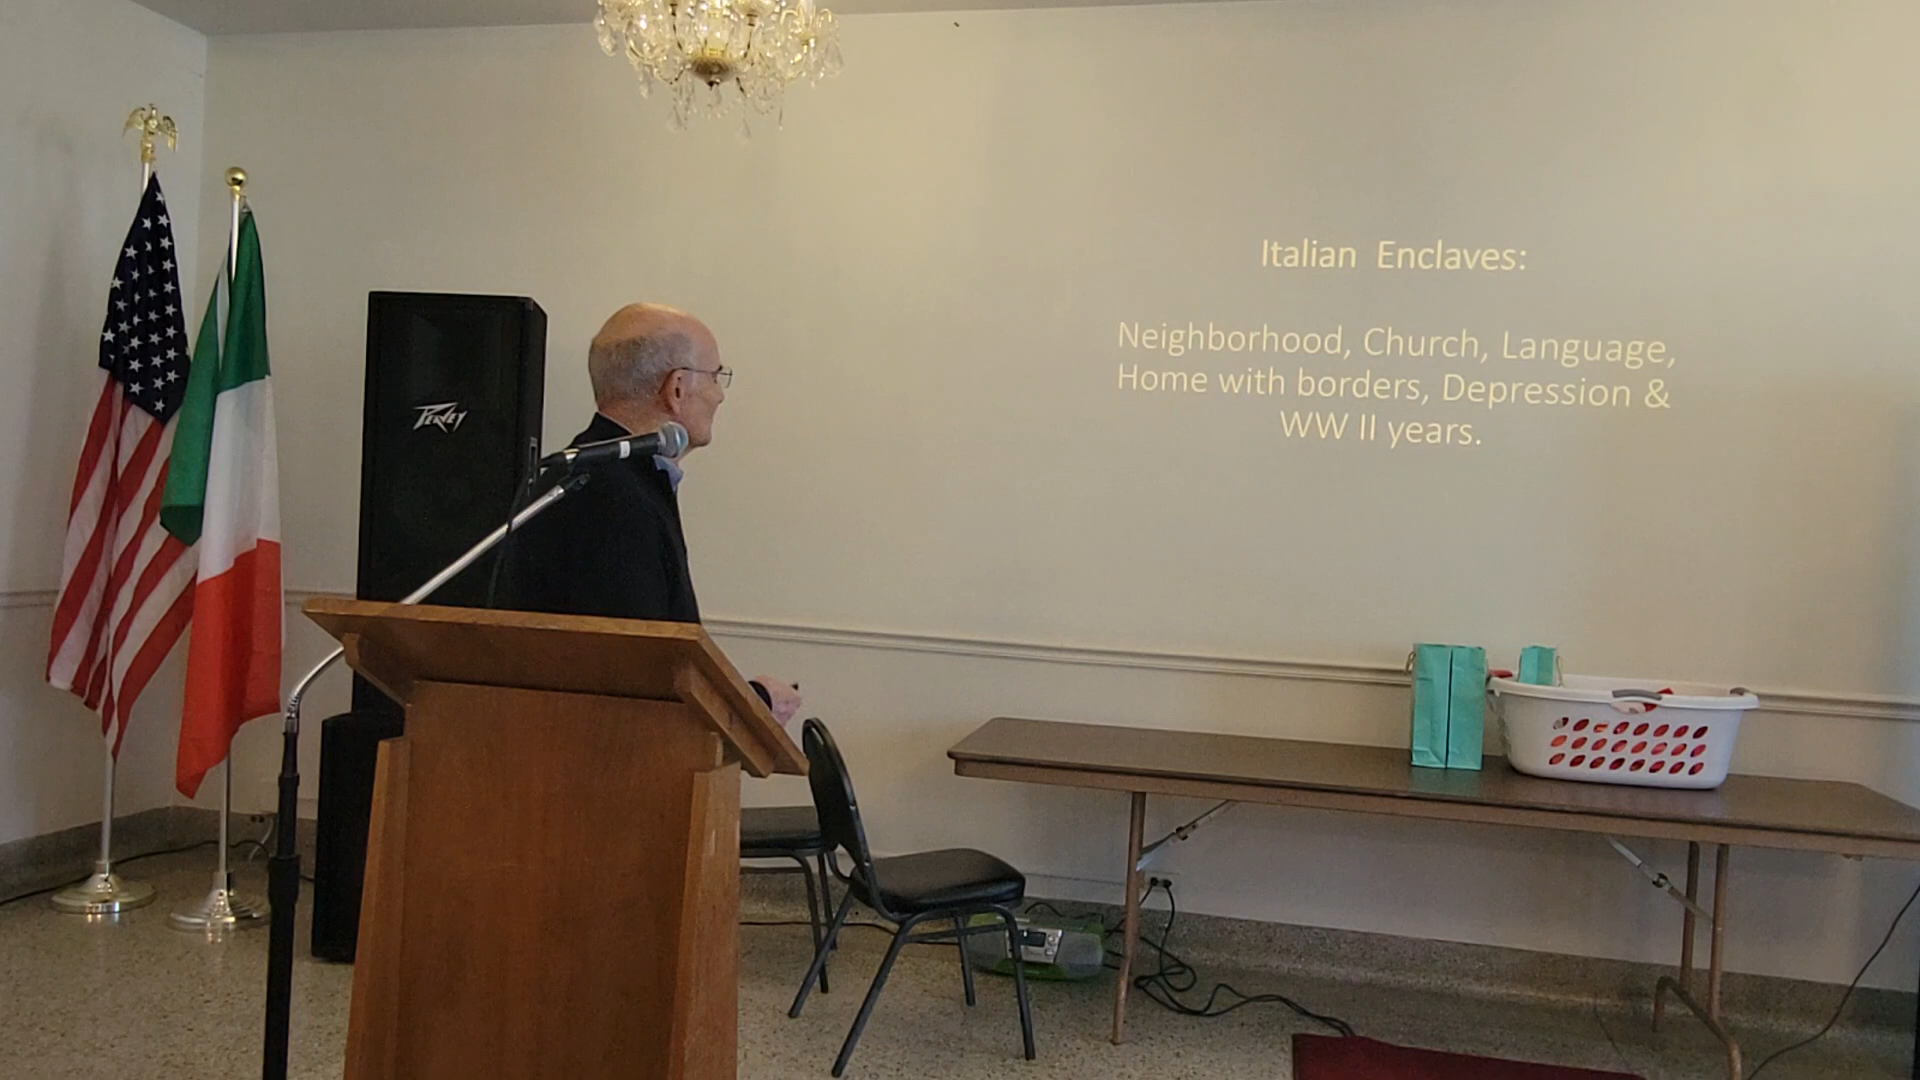 Italian Enclaves:
Neighborhood, Church, Language,
Home with borders, Depression &
WW II years.
PEAVEY